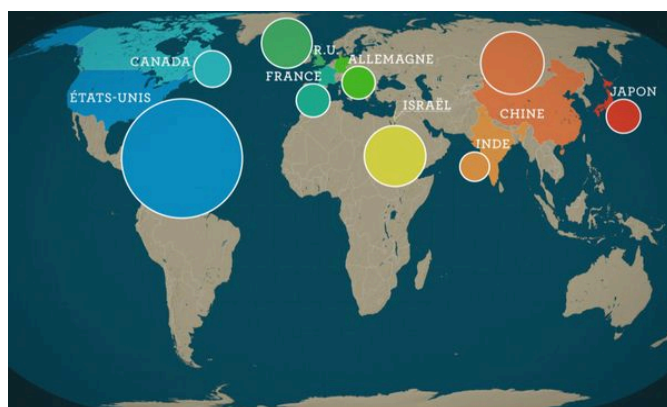 CANADA
ÉTATS-UNIS
R.U.
ALLEMAGNE
FRANCE
ISRAËL
CHINE
INDE
JAPON